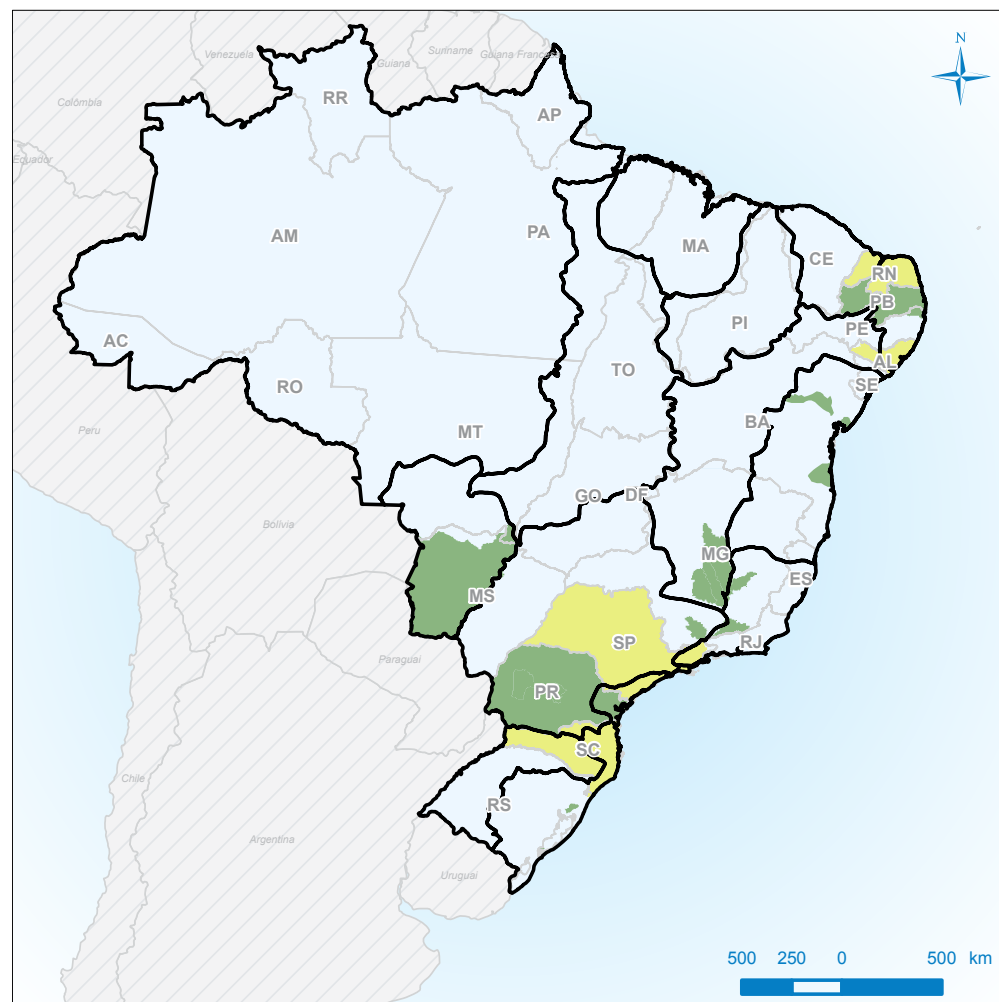 N
Venezuela
Suriname
Guiana Francesa
Guiana
Colômbia
RR
AP
Equador
AM
PA
MA
CE
RN
PB
PI
PE
AC
TO
AL
RO
SE
BA
Peru
MT
GO
DF
Bolívia
MG
ES
MS
SP
RJ
Paraguai
PR
SC
Chile
RS
Argentina
Uruguai
500 250 0 500 km